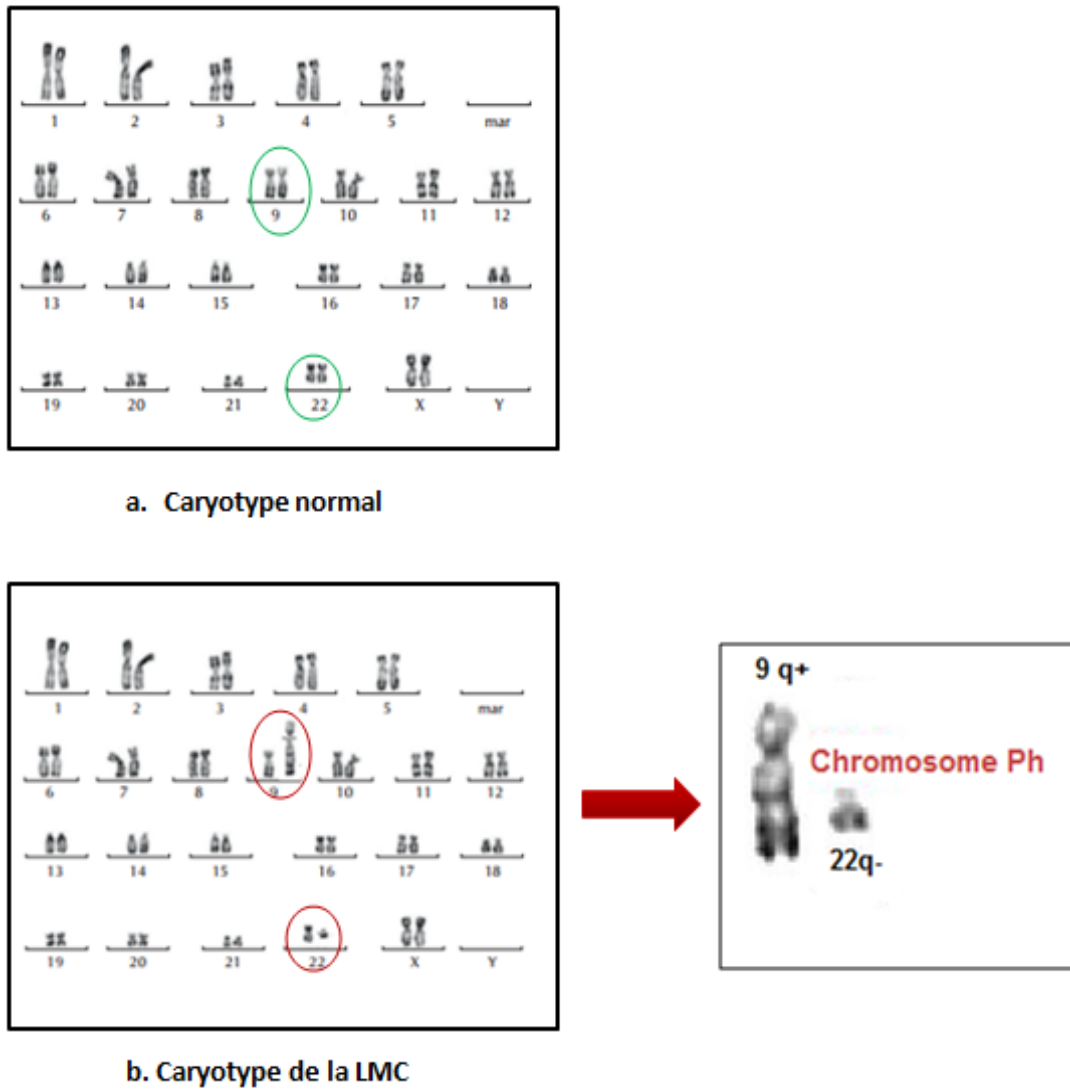 1 2 3 4 5 mar
6 7 8 9 10 11 12
13 14 15 16 17 18
19 20 21 22 X Y
a. Caryotype normal
1 2 3 4 5 mar
6 7 8 9 10 11 12
13 14 15 16 17 18
19 20 21 22 X Y
9 q+
Chromosome Ph
22q-
b. Caryotype de la LMC